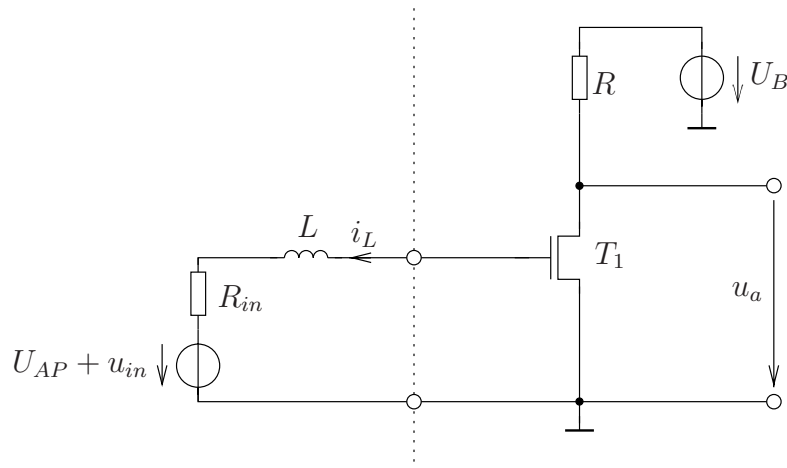 U_B
R
L
i_L
T_1
R_in
u_a
U_AP + u_in